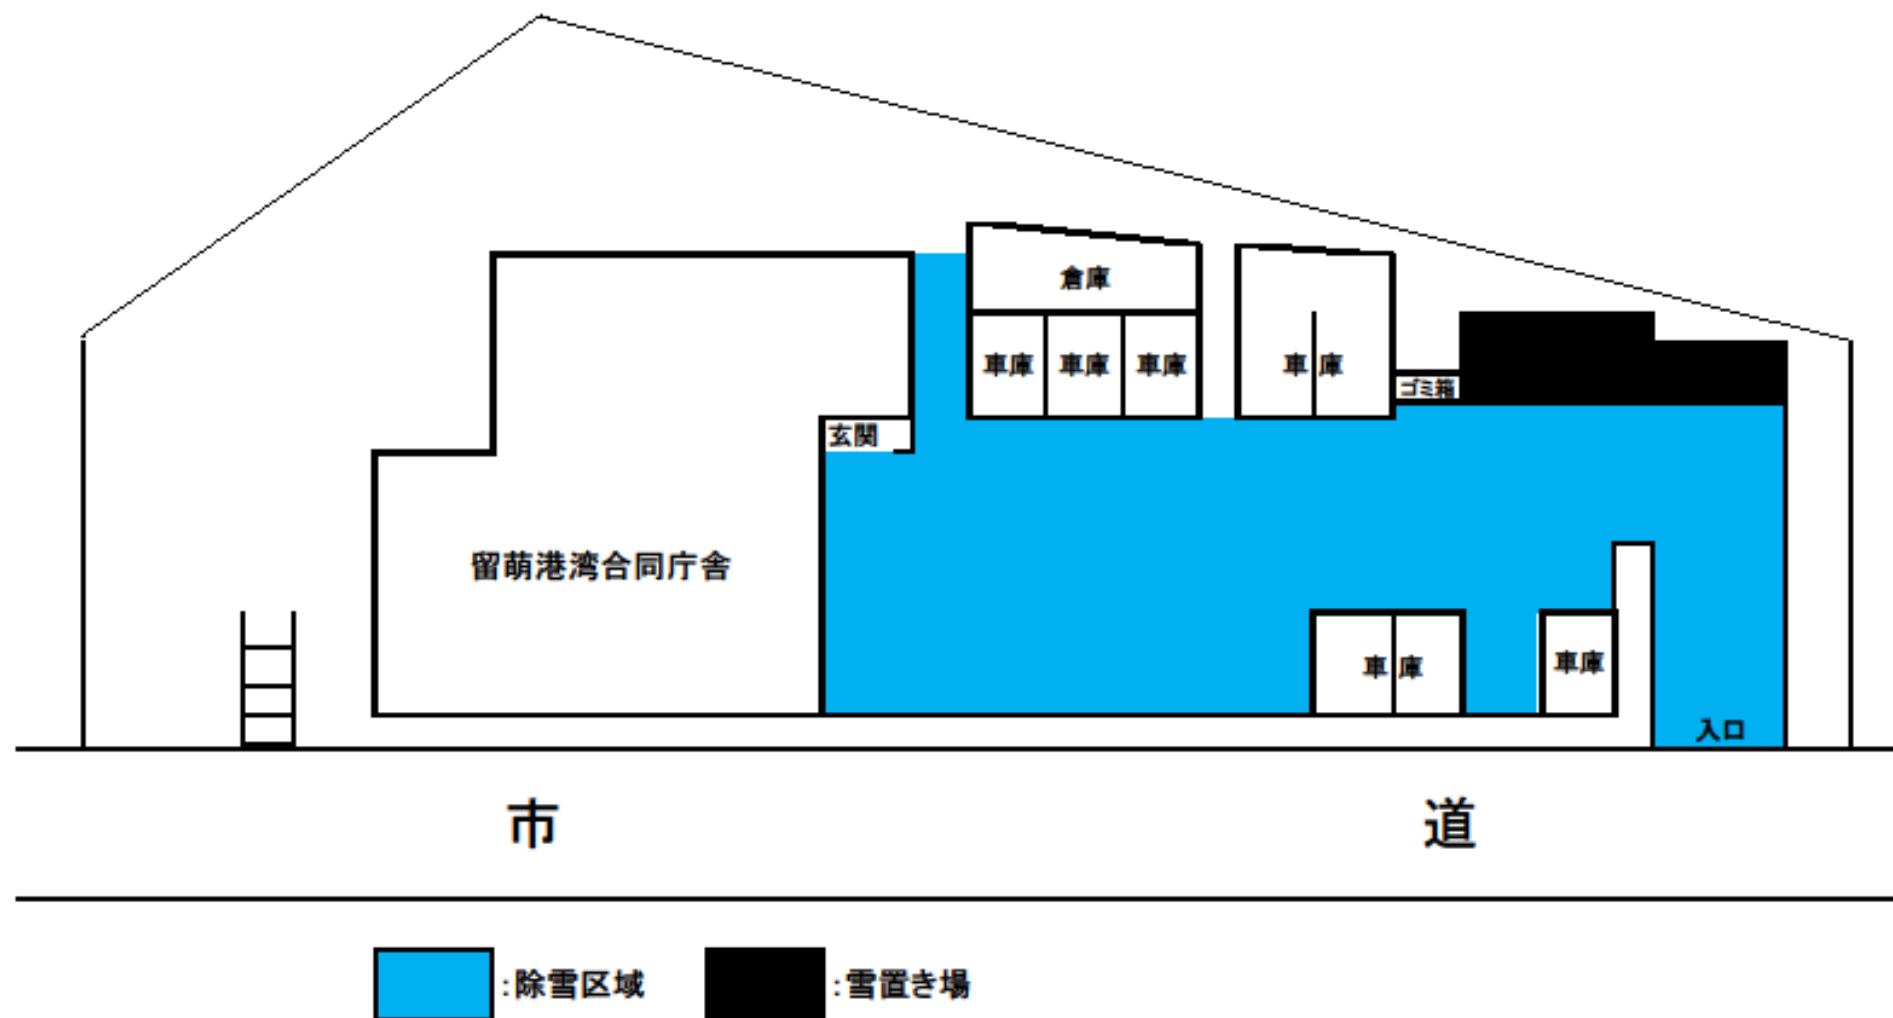 倉庫
車庫 車庫 車庫
車庫
ゴミ箱
玄関
留萌港湾合同庁舎
車庫
車庫
入口
市道
:除雪区域
:雪置き場